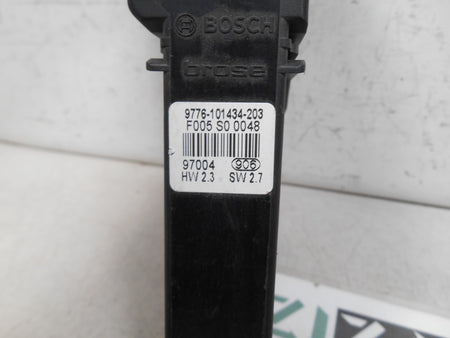 BOSCH
brose
9776-101434-203
F005 S0 0048
97004 906
HW 2.3 SW 2.7